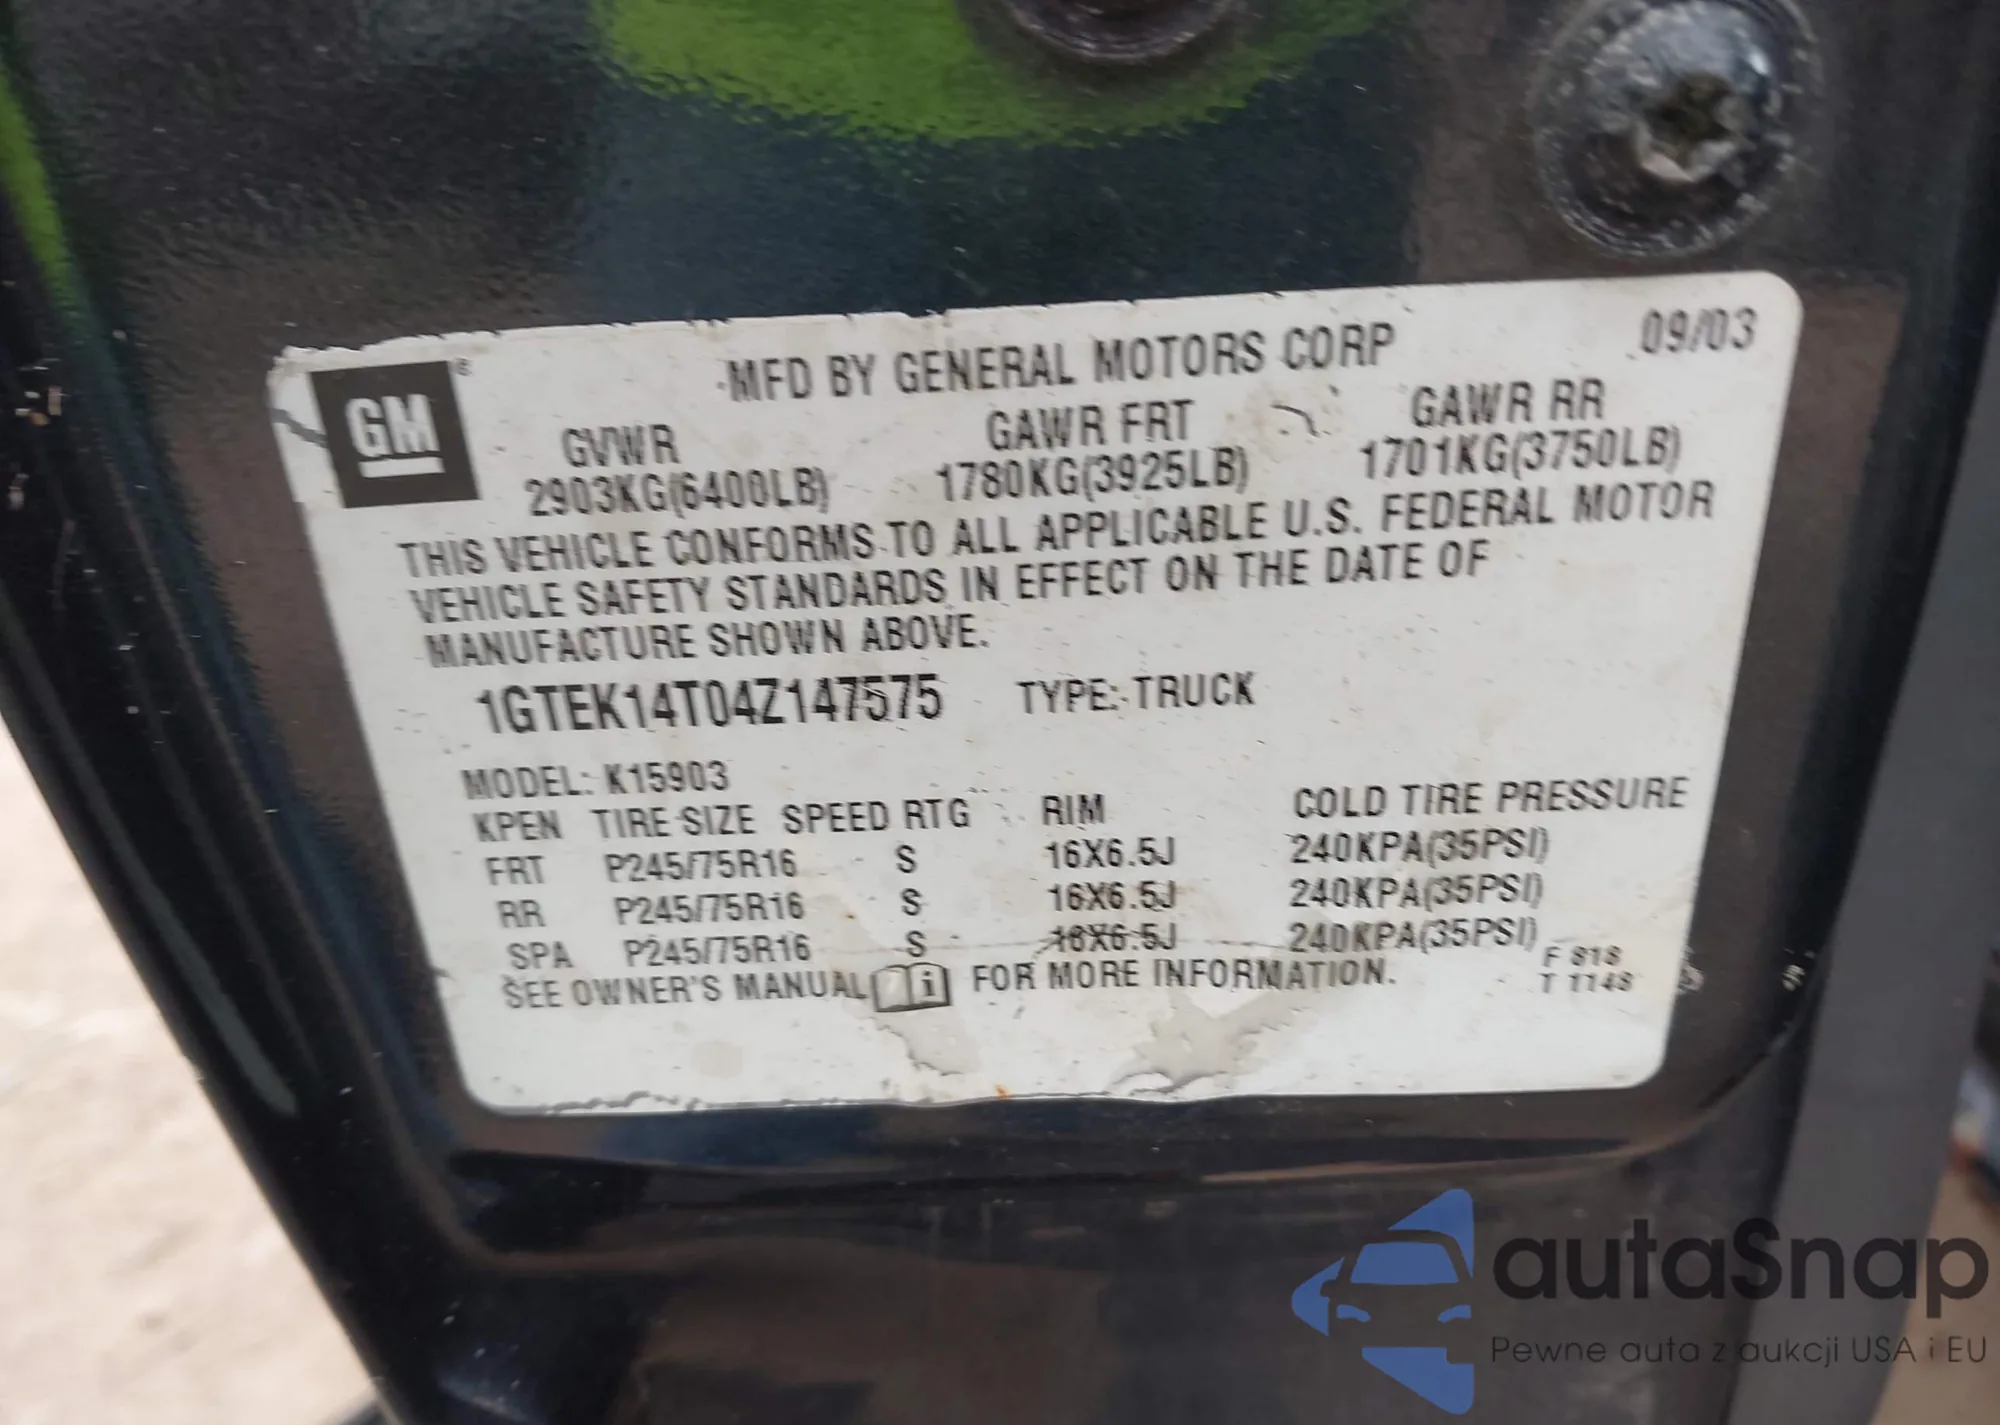 GM ®
MFD BY GENERAL MOTORS CORP 09/03
GVWR GAWR FRT GAWR RR
2903KG(6400LB) 1780KG(3925LB) 1701KG(3750LB)
THIS VEHICLE CONFORMS TO ALL APPLICABLE U.S. FEDERAL MOTOR
VEHICLE SAFETY STANDARDS IN EFFECT ON THE DATE OF
MANUFACTURE SHOWN ABOVE.
1GTEK14T04Z147575 TYPE: TRUCK
MODEL: K15903
KPEN TIRE SIZE SPEED RTG RIM COLD TIRE PRESSURE
FRT P245/75R16 S 16X6.5J 240KPA(35PSI)
RR P245/75R16 S 16X6.5J 240KPA(35PSI)
SPA P245/75R16 S 16X6.5J 240KPA(35PSI)
SEE OWNER'S MANUAL i FOR MORE INFORMATION.
F 818
T 1148
autaSnap
Pewne auta z aukcji USA i EU